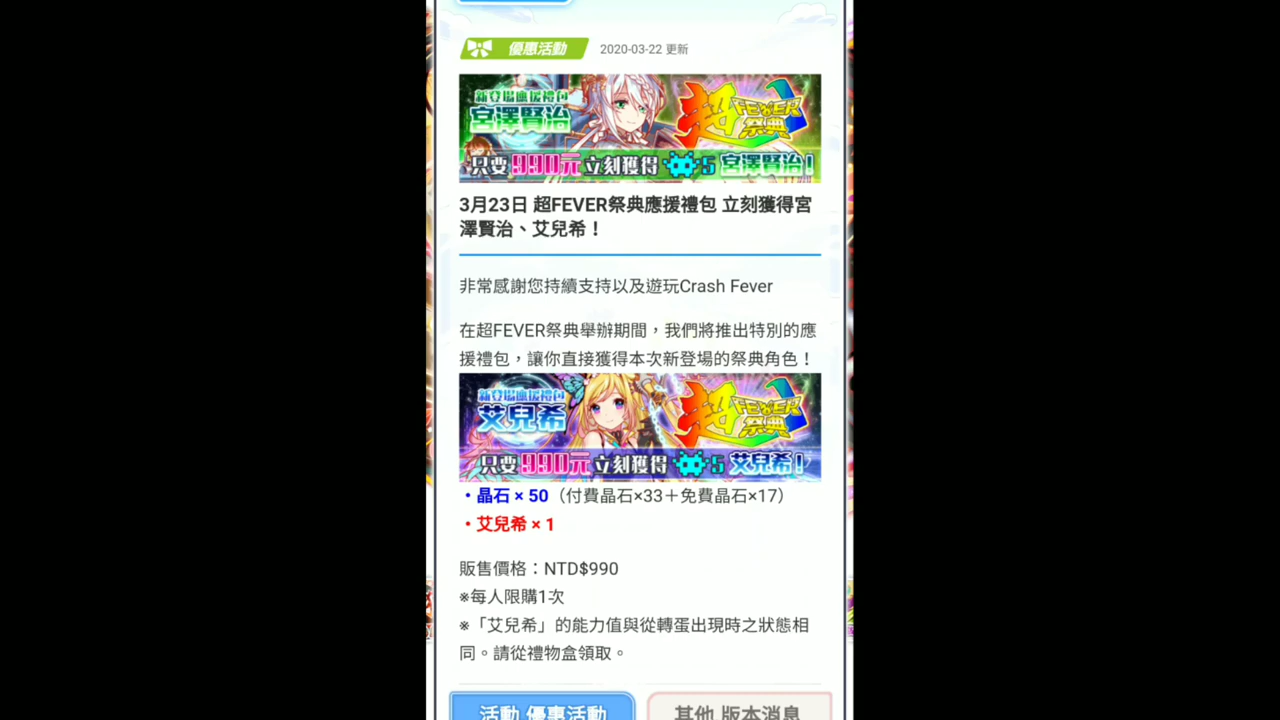 優惠活動 2020-03-22 更新
新登場應援禮包
宮澤賢治
超FEVER祭典
只要990元立刻獲得 5 宮澤賢治！
3月23日 超FEVER祭典應援禮包 立刻獲得宮
澤賢治、艾兒希！
非常感謝您持續支持以及遊玩Crash Fever
在超FEVER祭典舉辦期間，我們將推出特別的應
援禮包，讓你直接獲得本次新登場的祭典角色！
新登場應援禮包
艾兒希
超FEVER祭典
只要990元立刻獲得 5 艾兒希！
・晶石 × 50（付費晶石×33＋免費晶石×17）
・艾兒希 × 1
販售價格：NTD$990
※每人限購1次
※「艾兒希」的能力值與從轉蛋出現時之狀態相
同。請從禮物盒領取。
活動 優惠活動
其他 版本消息